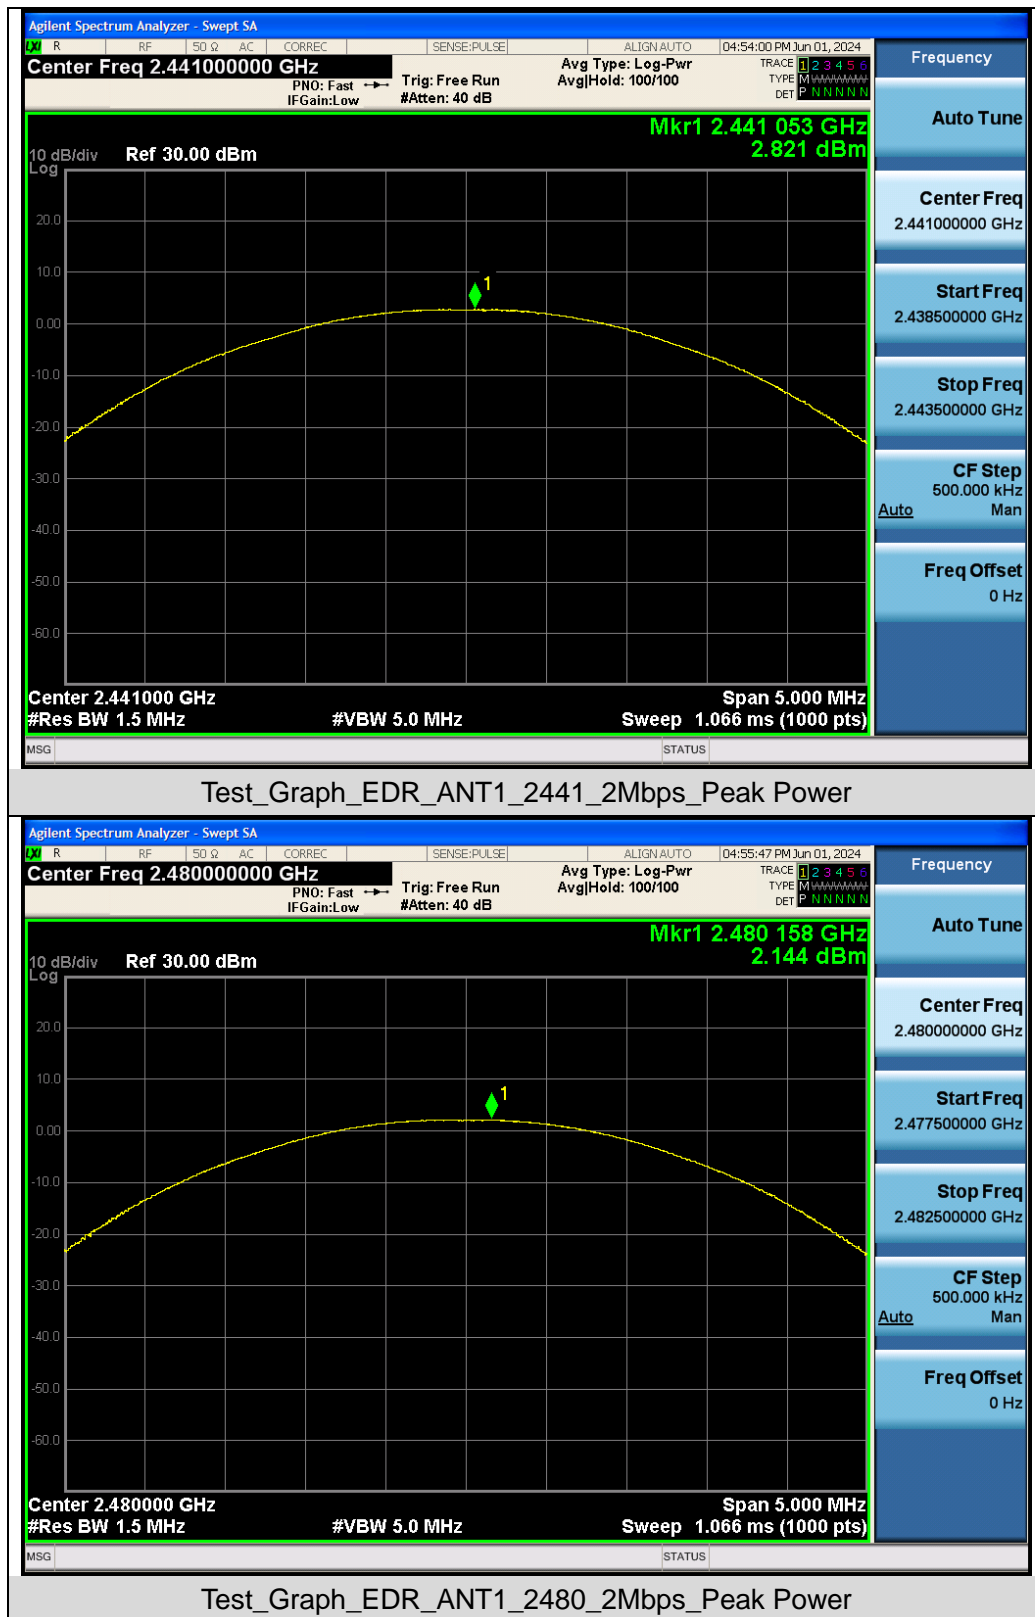 Agilent Spectrum Analyzer - Swept SA
LXI R RF 50 Ω AC CORREC SENSE:PULSE ALIGN AUTO 04:54:00 PM Jun 01, 2024
Center Freq 2.441000000 GHz
PNO: Fast
IFGain:Low
Trig: Free Run
#Atten: 40 dB
Avg Type: Log-Pwr
Avg|Hold: 100/100
TRACE 1 2 3 4 5 6
TYPE M
DET P N N N N N
Mkr1 2.441 053 GHz
2.821 dBm
10 dB/div Ref 30.00 dBm
Log
20.0
10.0
1
0.00
-10.0
-20.0
-30.0
-40.0
-50.0
-60.0
Center 2.441000 GHz Span 5.000 MHz
#Res BW 1.5 MHz #VBW 5.0 MHz Sweep 1.066 ms (1000 pts)
MSG STATUS
Frequency
Auto Tune
Center Freq
2.441000000 GHz
Start Freq
2.438500000 GHz
Stop Freq
2.443500000 GHz
CF Step
500.000 kHz
Auto Man
Freq Offset
0 Hz
Test_Graph_EDR_ANT1_2441_2Mbps_Peak Power
Agilent Spectrum Analyzer - Swept SA
LXI R RF 50 Ω AC CORREC SENSE:PULSE ALIGN AUTO 04:55:47 PM Jun 01, 2024
Center Freq 2.480000000 GHz
PNO: Fast
IFGain:Low
Trig: Free Run
#Atten: 40 dB
Avg Type: Log-Pwr
Avg|Hold: 100/100
TRACE 1 2 3 4 5 6
TYPE M
DET P N N N N N
Mkr1 2.480 158 GHz
2.144 dBm
10 dB/div Ref 30.00 dBm
Log
20.0
10.0
1
0.00
-10.0
-20.0
-30.0
-40.0
-50.0
-60.0
Center 2.480000 GHz Span 5.000 MHz
#Res BW 1.5 MHz #VBW 5.0 MHz Sweep 1.066 ms (1000 pts)
MSG STATUS
Frequency
Auto Tune
Center Freq
2.480000000 GHz
Start Freq
2.477500000 GHz
Stop Freq
2.482500000 GHz
CF Step
500.000 kHz
Auto Man
Freq Offset
0 Hz
Test_Graph_EDR_ANT1_2480_2Mbps_Peak Power